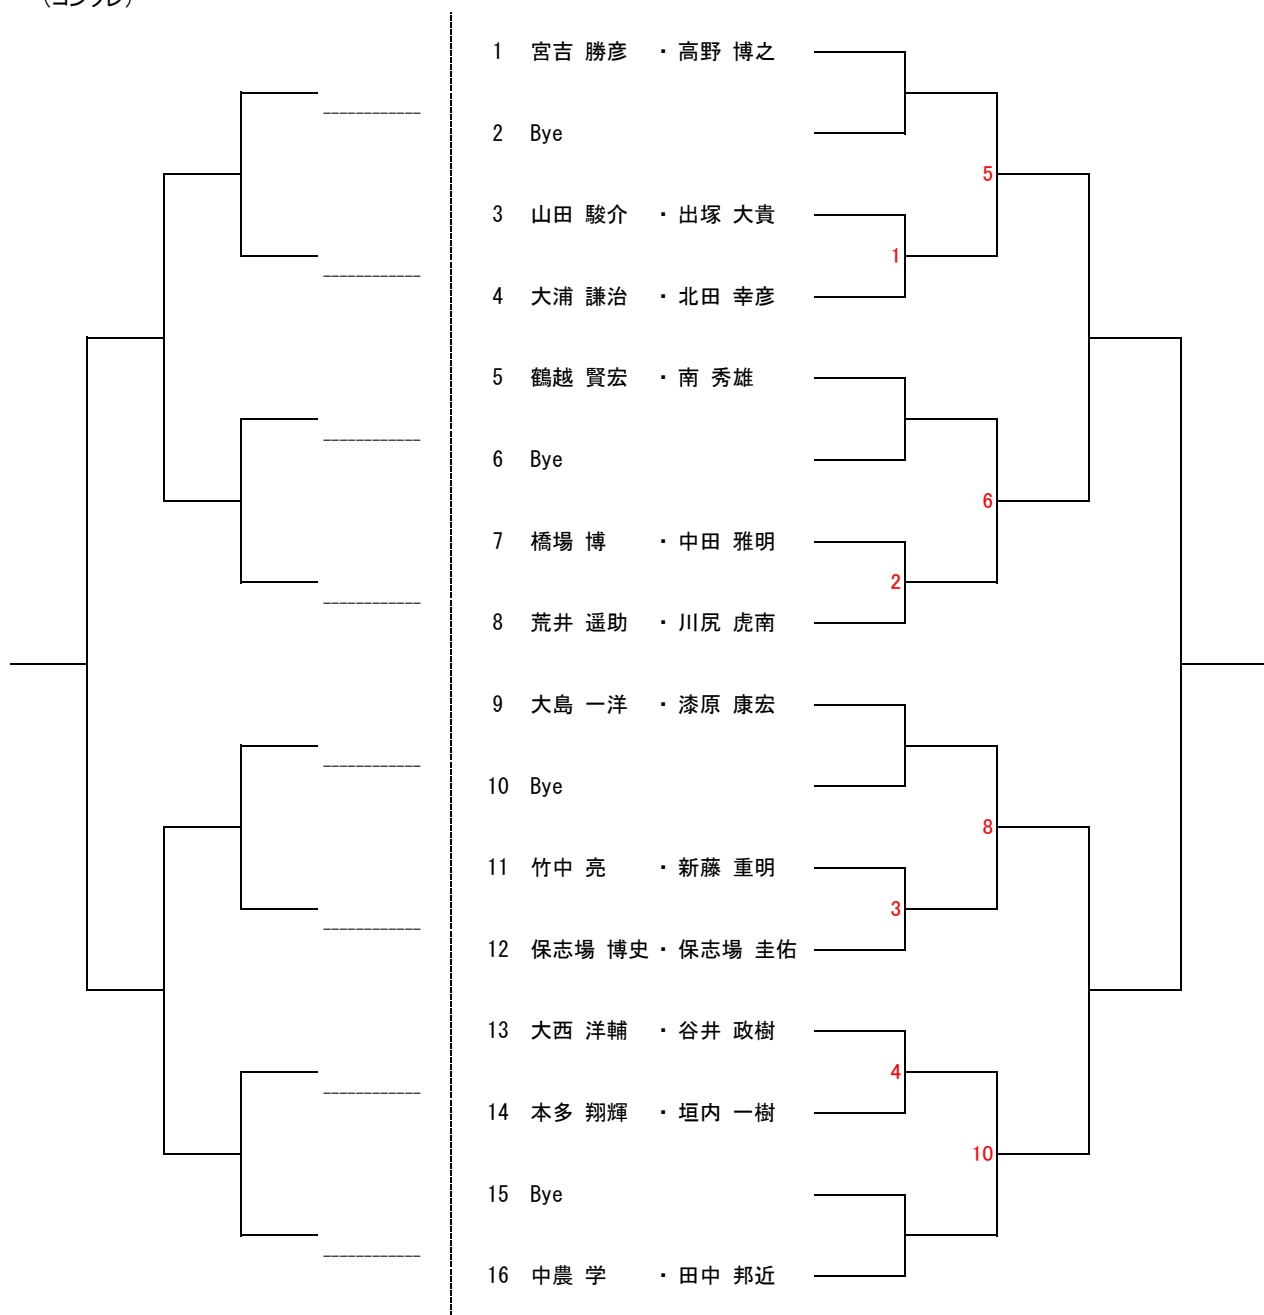 (コンソレ)
1 宮吉 勝彦 ・ 高野 博之
2 Bye
5
3 山田 駿介 ・ 出塚 大貴
1
4 大浦 謙治 ・ 北田 幸彦
5 鶴越 賢宏 ・ 南 秀雄
6 Bye
6
7 橋場 博 ・ 中田 雅明
2
8 荒井 遥助 ・ 川尻 虎南
9 大島 一洋 ・ 漆原 康宏
10 Bye
8
11 竹中 亮 ・ 新藤 重明
3
12 保志場 博史 ・ 保志場 圭佑
13 大西 洋輔 ・ 谷井 政樹
4
14 本多 翔輝 ・ 垣内 一樹
10
15 Bye
16 中農 学 ・ 田中 邦近